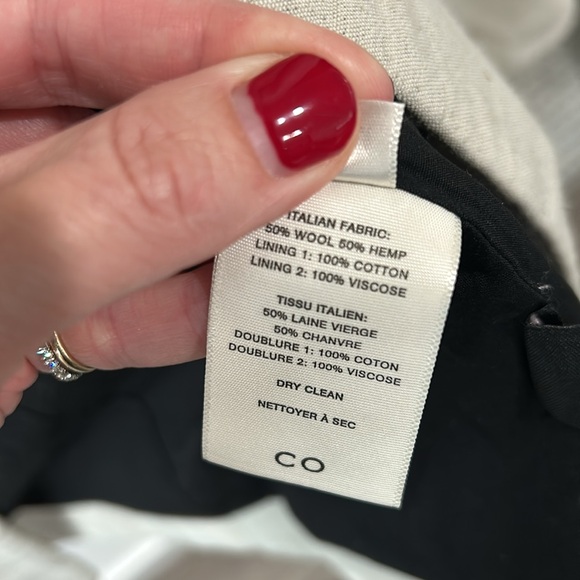 ITALIAN FABRIC:
50% WOOL 50% HEMP
LINING 1: 100% COTTON
LINING 2: 100% VISCOSE
TISSU ITALIEN:
50% LAINE VIERGE
50% CHANVRE
DOUBLURE 1: 100% COTON
DOUBLURE 2: 100% VISCOSE
DRY CLEAN
NETTOYER À SEC
CO